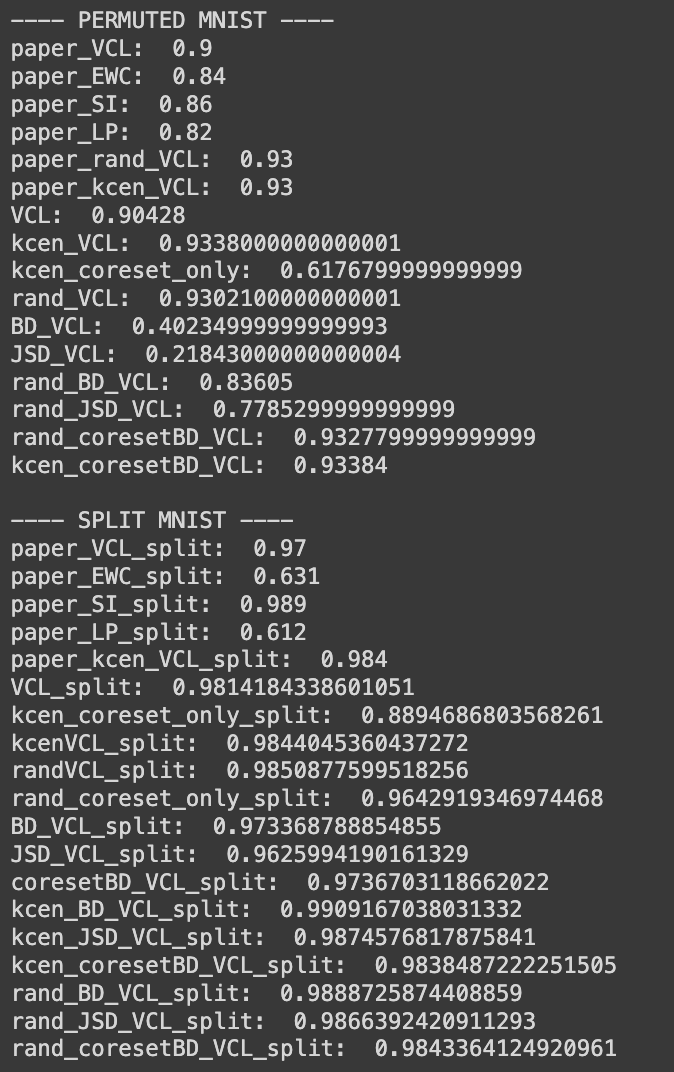 ---- PERMUTED MNIST ----
paper_VCL:  0.9
paper_EWC:  0.84
paper_SI:  0.86
paper_LP:  0.82
paper_rand_VCL:  0.93
paper_kcen_VCL:  0.93
VCL:  0.90428
kcen_VCL:  0.9338000000000001
kcen_coreset_only:  0.6176799999999999
rand_VCL:  0.9302100000000001
BD_VCL:  0.40234999999999993
JSD_VCL:  0.21843000000000004
rand_BD_VCL:  0.83605
rand_JSD_VCL:  0.7785299999999999
rand_coresetBD_VCL:  0.9327799999999999
kcen_coresetBD_VCL:  0.93384
---- SPLIT MNIST ----
paper_VCL_split:  0.97
paper_EWC_split:  0.631
paper_SI_split:  0.989
paper_LP_split:  0.612
paper_kcen_VCL_split:  0.984
VCL_split:  0.9814184338601051
kcen_coreset_only_split:  0.8894686803568261
kcenVCL_split:  0.9844045360437272
randVCL_split:  0.9850877599518256
rand_coreset_only_split:  0.9642919346974468
BD_VCL_split:  0.973368788854855
JSD_VCL_split:  0.9625994190161329
coresetBD_VCL_split:  0.9736703118662022
kcen_BD_VCL_split:  0.9909167038031332
kcen_JSD_VCL_split:  0.9874576817875841
kcen_coresetBD_VCL_split:  0.9838487222251505
rand_BD_VCL_split:  0.9888725874408859
rand_JSD_VCL_split:  0.9866392420911293
rand_coresetBD_VCL_split:  0.9843364124920961